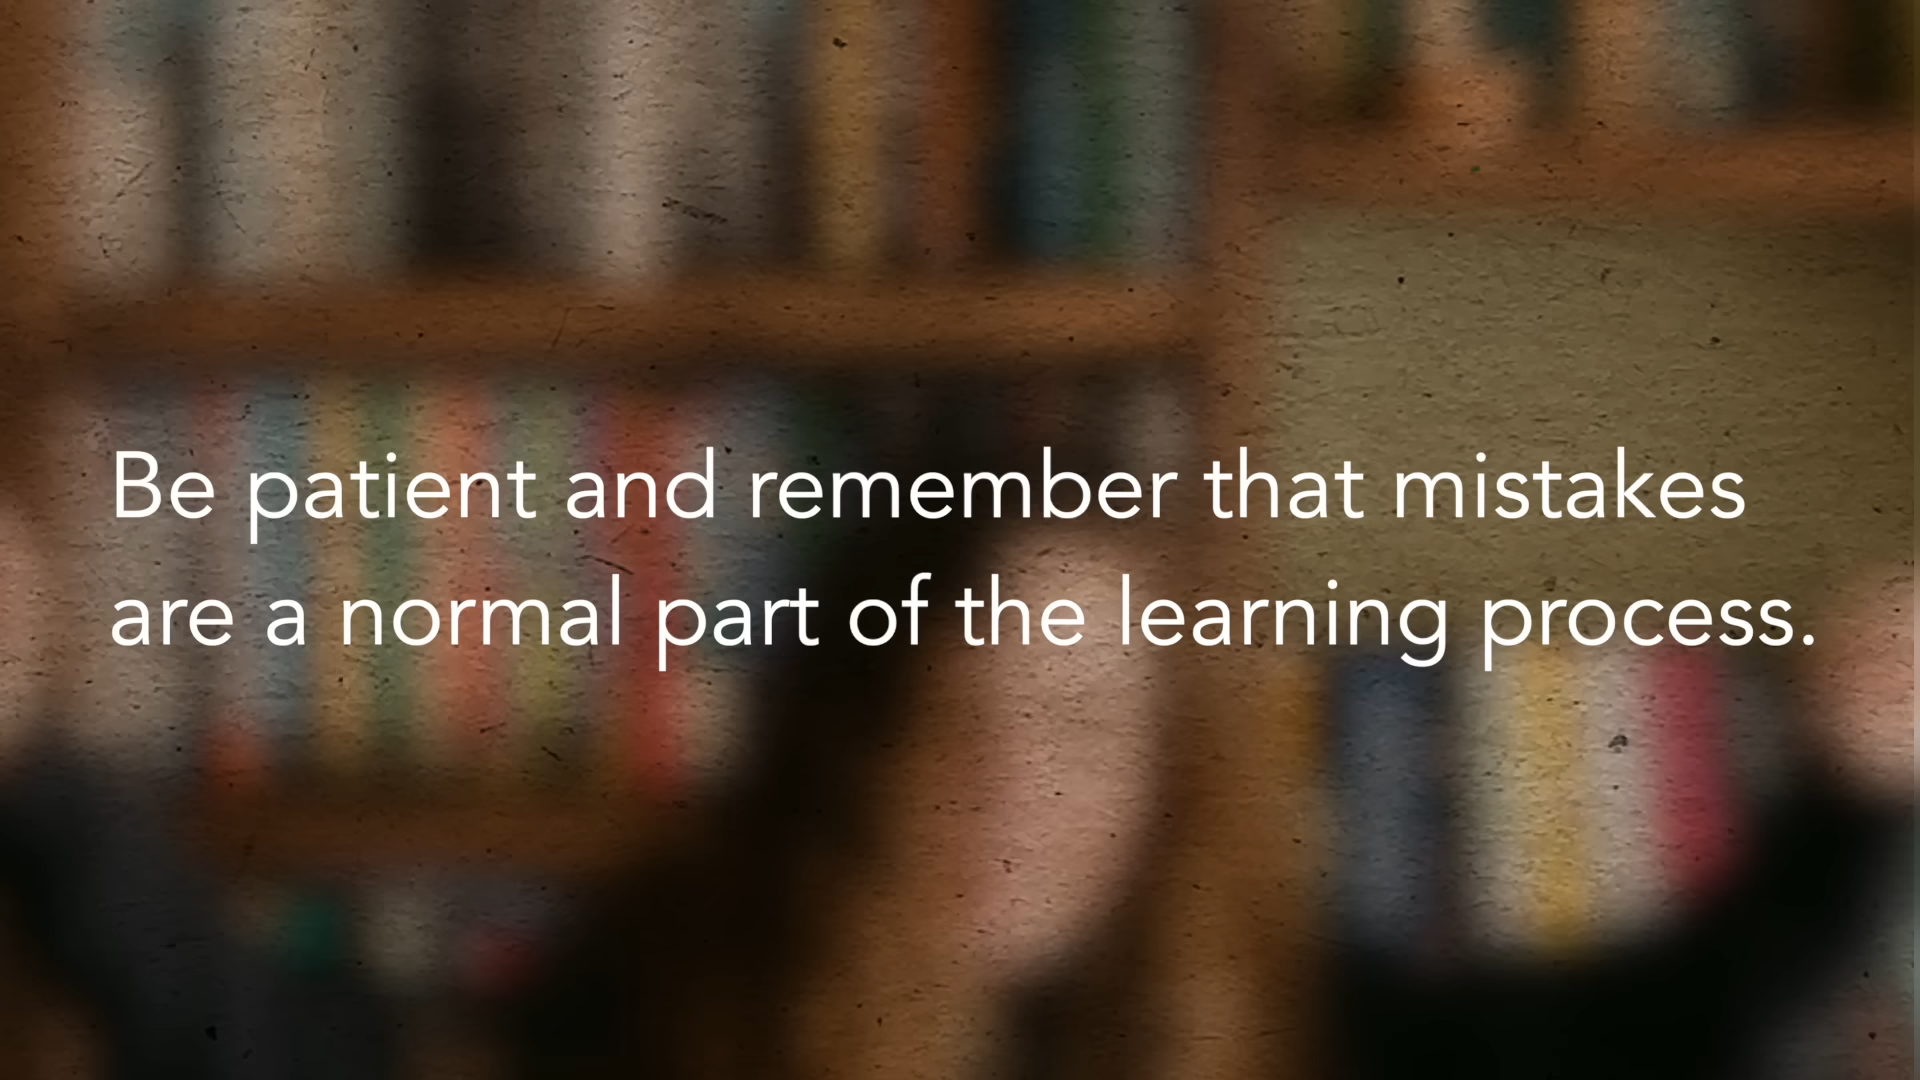 Be patient and remember that mistakes
are a normal part of the learning process.